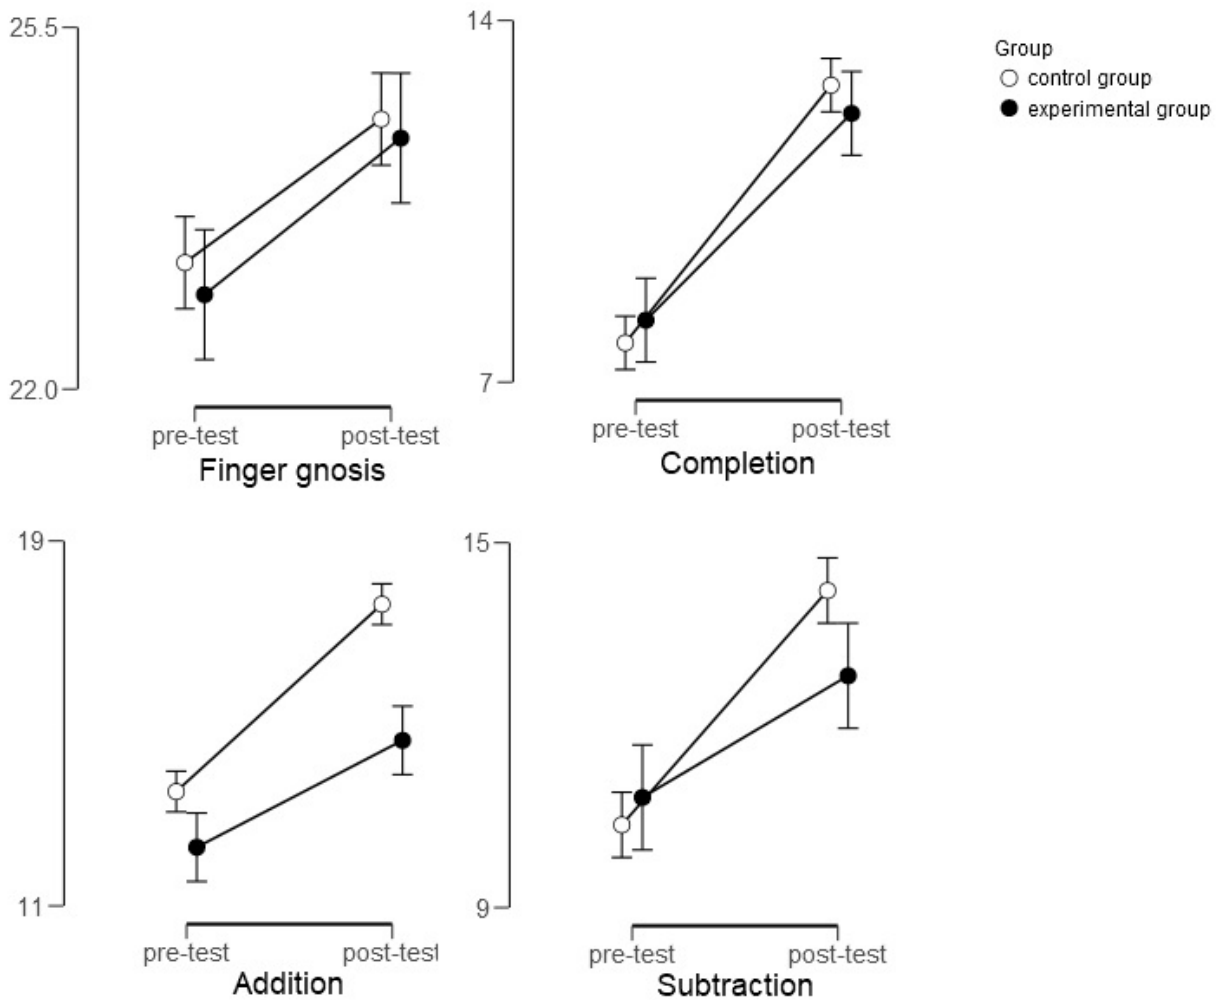 25.5
22.0
pre-test post-test
Finger gnosis
14
7
pre-test post-test
Completion
Group
control group
experimental group
19
11
pre-test post-test
Addition
15
9
pre-test post-test
Subtraction